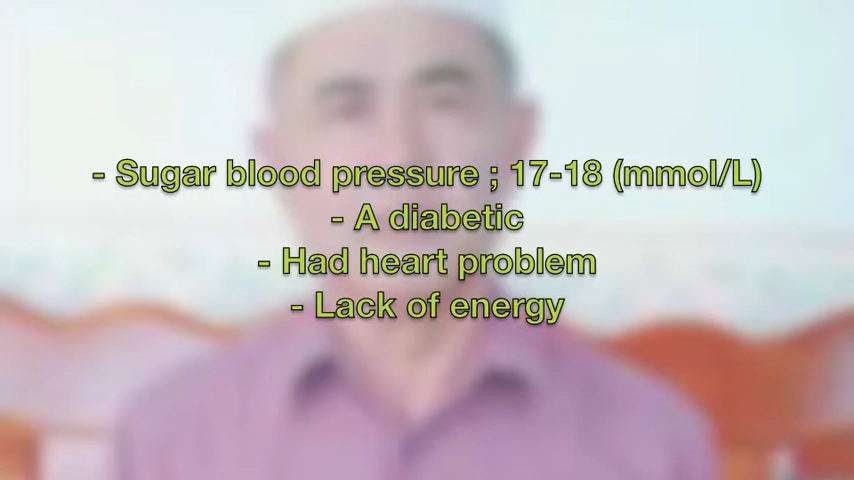 - Sugar blood pressure ; 17-18 (mmol/L)
- A diabetic
- Had heart problem
- Lack of energy